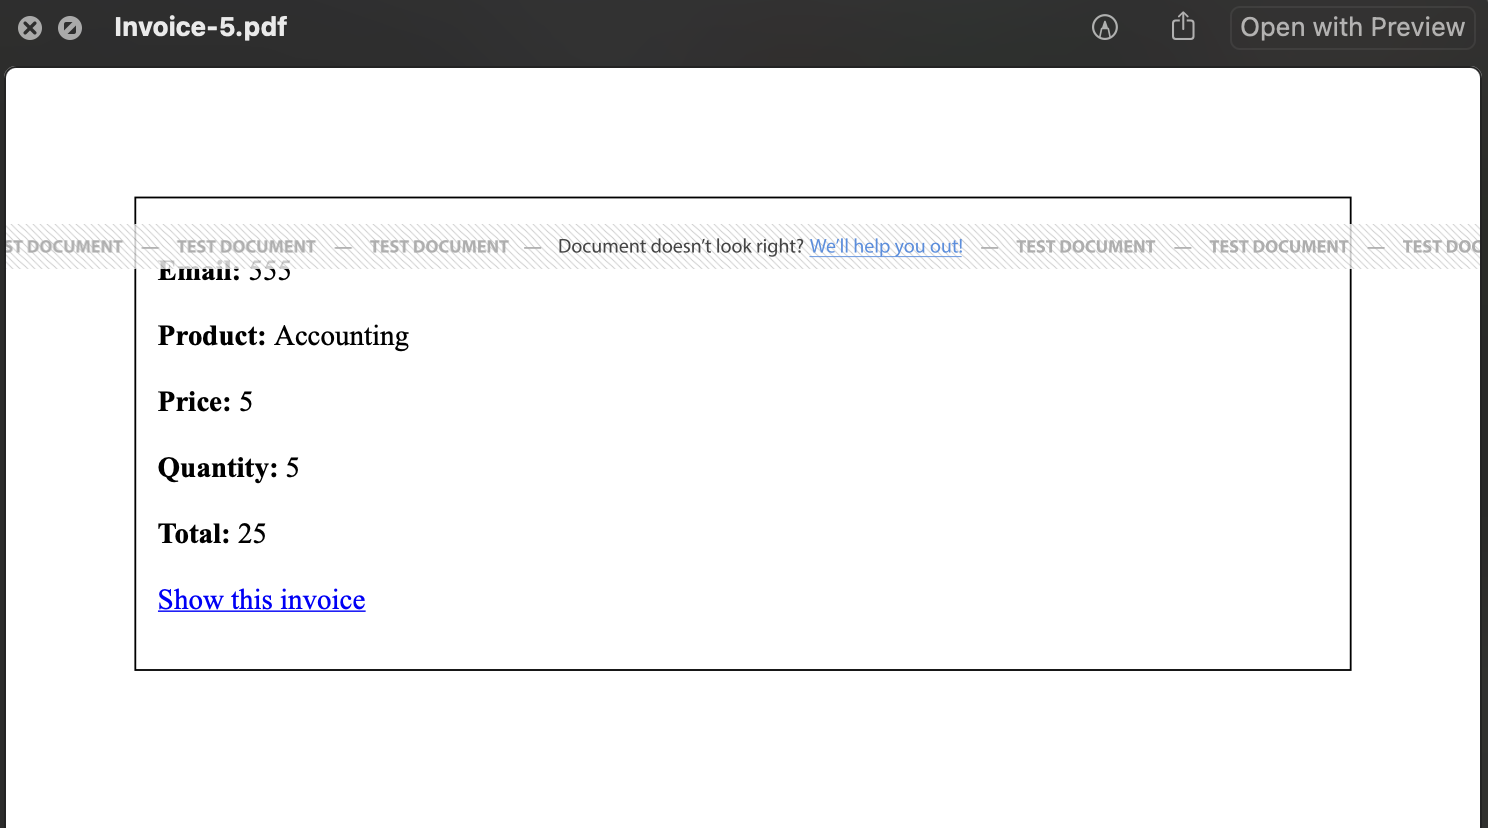 Invoice-5.pdf
Open with Preview
ST DOCUMENT — TEST DOCUMENT — TEST DOCUMENT — Document doesn't look right? We'll help you out! — TEST DOCUMENT — TEST DOCUMENT — TEST DOC
Email: 555
Product: Accounting
Price: 5
Quantity: 5
Total: 25
Show this invoice